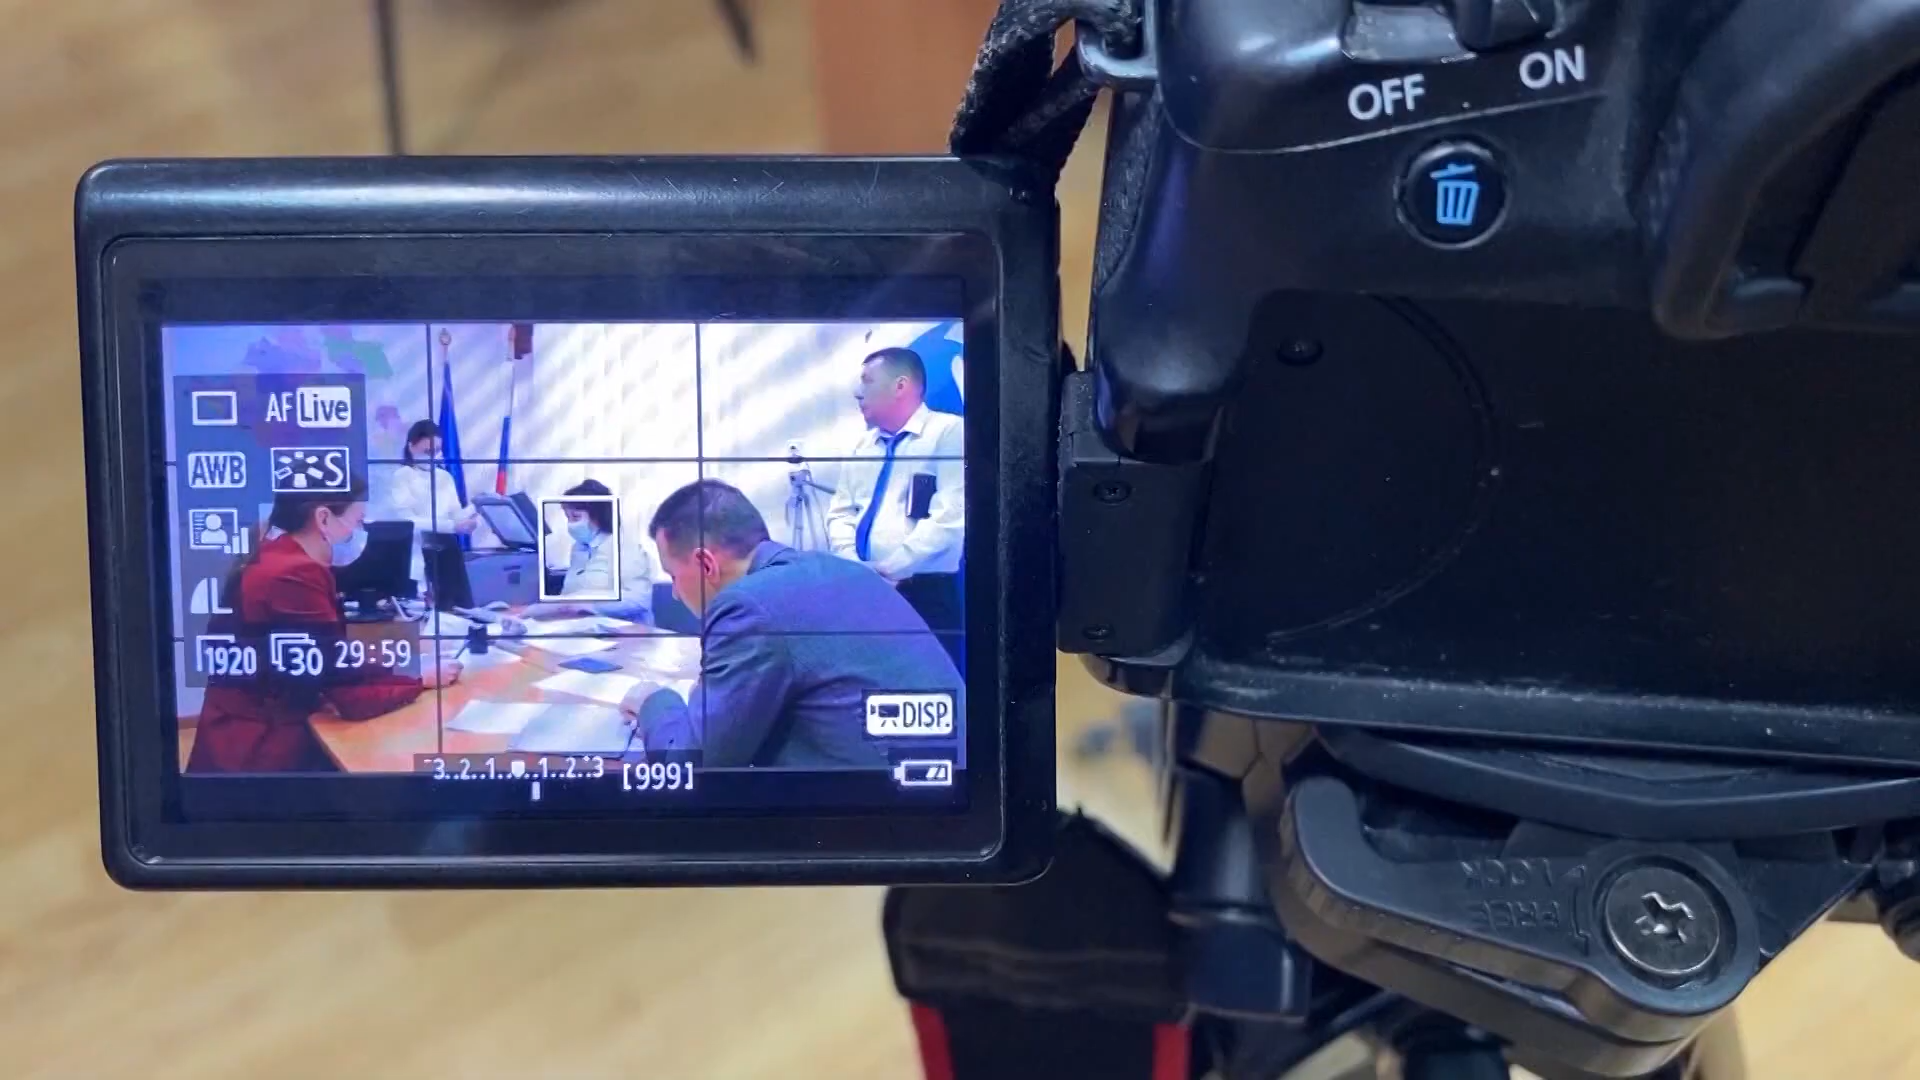 OFF ON
AF Live
AWB S
L
1920 30 29:59
DISP.
-3..2..1..0..1..2.+3 [999]
LOCK
FREE